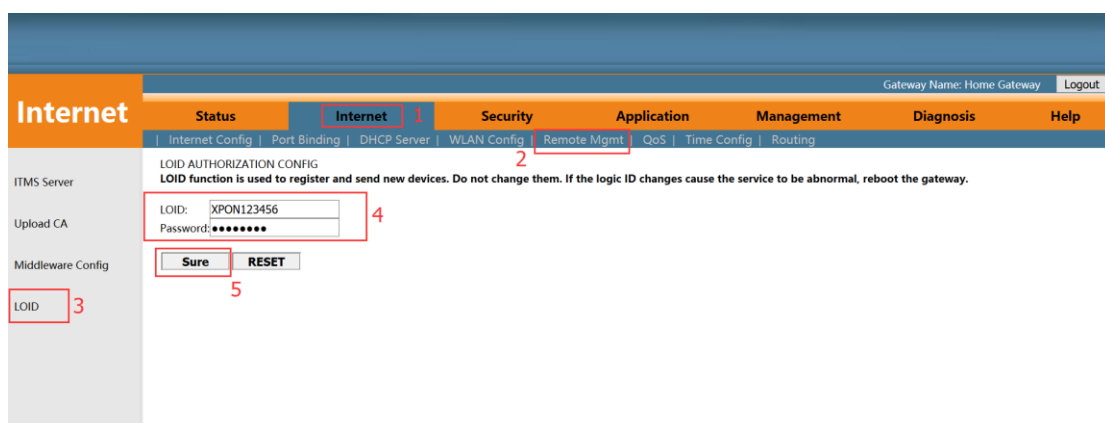 Gateway Name: Home Gateway Logout
Internet
Status Internet 1 Security Application Management Diagnosis Help
| Internet Config | Port Binding | DHCP Server | WLAN Config | Remote Mgmt | QoS | Time Config | Routing
2
LOID AUTHORIZATION CONFIG
LOID function is used to register and send new devices. Do not change them. If the logic ID changes cause the service to be abnormal, reboot the gateway.
ITMS Server
Upload CA
Middleware Config
LOID 3
LOID: XPON123456
4
Password: ●●●●●●●●
Sure RESET
5